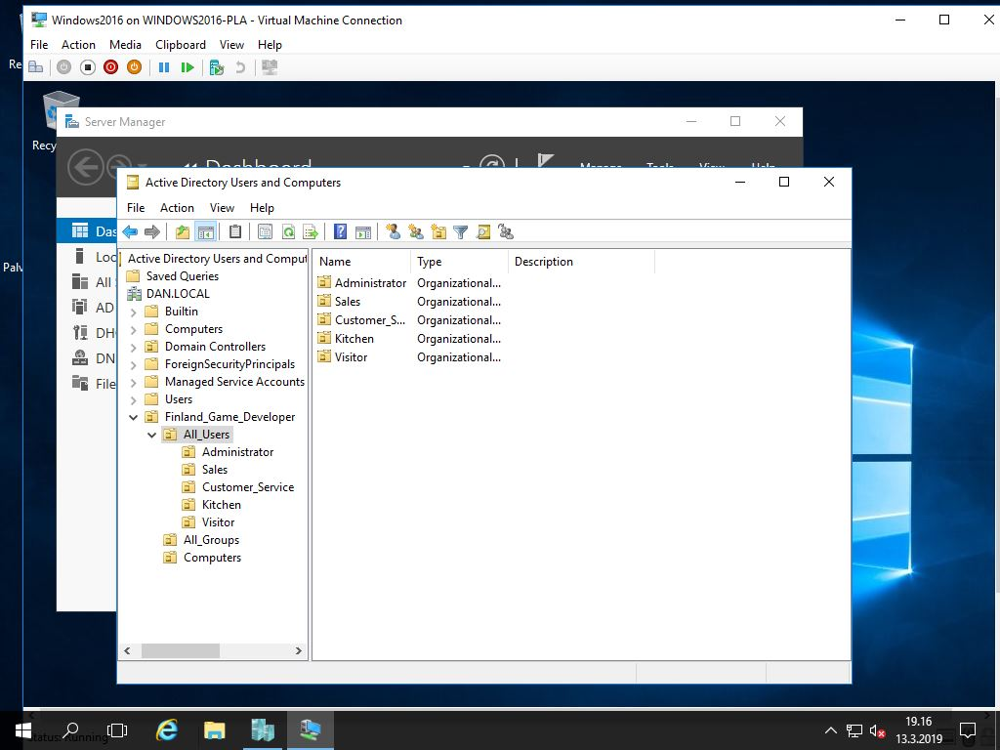 Windows2016 on WINDOWS2016-PLA - Virtual Machine Connection
File Action Media Clipboard View Help
Re
Recy
Server Manager
Dashboard
Manage Tools View Help
Active Directory Users and Computers
File Action View Help
Das
Loc
All
AD
DH
DN
File
Palv
Active Directory Users and Comput
Saved Queries
DAN.LOCAL
Builtin
Computers
Domain Controllers
ForeignSecurityPrincipals
Managed Service Accounts
Users
Finland_Game_Developer
All_Users
Administrator
Sales
Customer_Service
Kitchen
Visitor
All_Groups
Computers
Name Type Description
Administrator Organizational...
Sales Organizational...
Customer_S... Organizational...
Kitchen Organizational...
Visitor Organizational...
Status: Running
19.16
13.3.2019